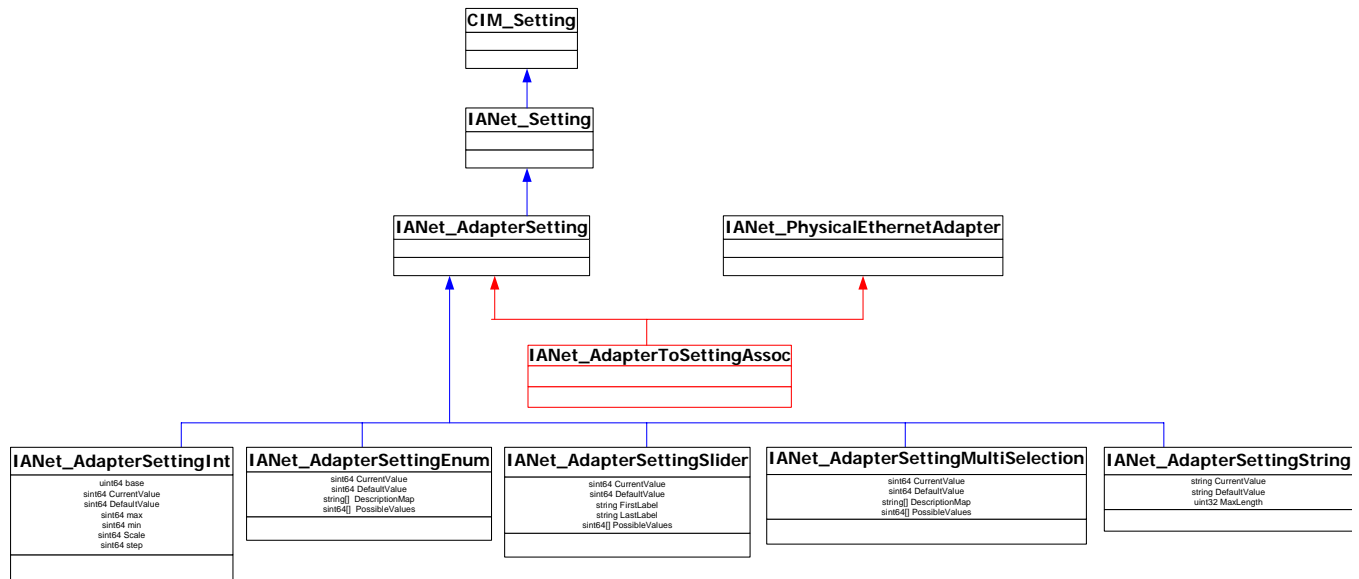 CIM_Setting
IANet_Setting
IANet_AdapterSetting
IANet_PhysicalEthernetAdapter
IANet_AdapterToSettingAssoc
IANet_AdapterSettingInt
uint64 base
sint64 CurrentValue
sint64 DefaultValue
sint64 max
sint64 min
sint64 Scale
sint64 step
IANet_AdapterSettingEnum
sint64 CurrentValue
sint64 DefaultValue
string[] DescriptionMap
sint64[] PossibleValues
IANet_AdapterSettingSlider
sint64 CurrentValue
sint64 DefaultValue
string FirstLabel
string LastLabel
sint64[] PossibleValues
IANet_AdapterSettingMultiSelection
sint64 CurrentValue
sint64 DefaultValue
string[] DescriptionMap
sint64[] PossibleValues
IANet_AdapterSettingString
string CurrentValue
string DefaultValue
uint32 MaxLength